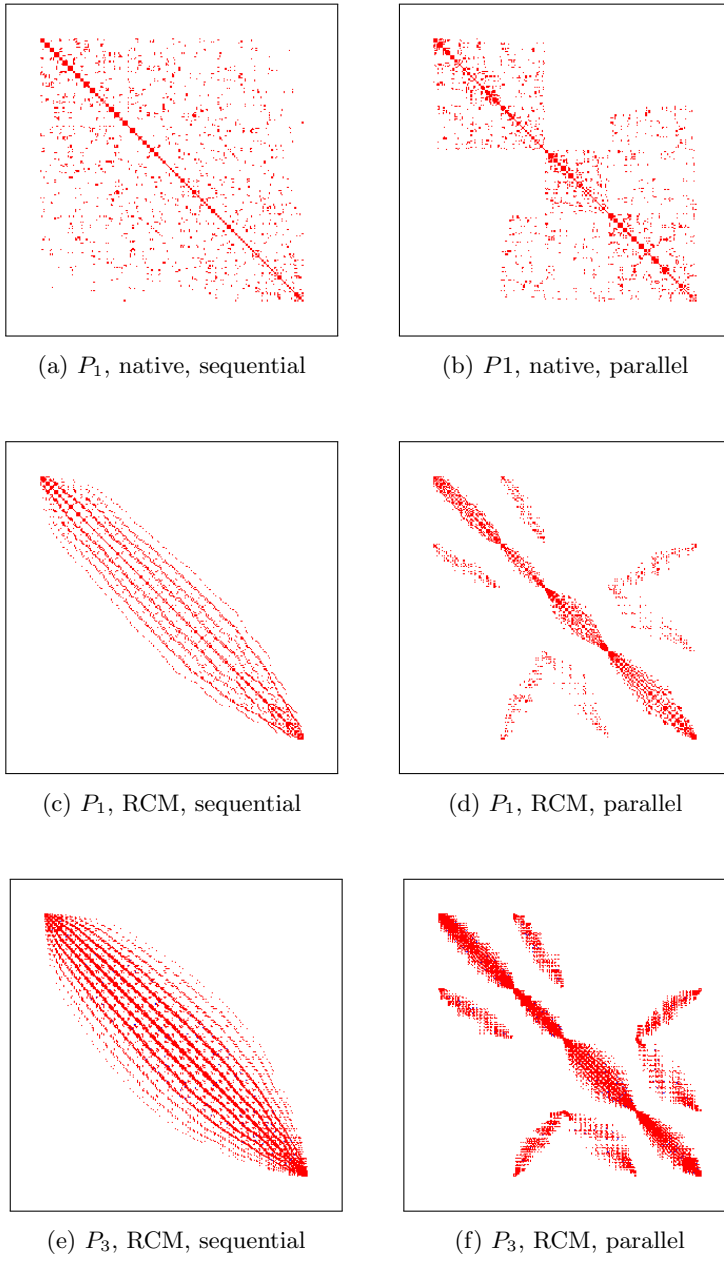 (a) P₁, native, sequential
(b) P1, native, parallel
(c) P₁, RCM, sequential
(d) P₁, RCM, parallel
(e) P₃, RCM, sequential
(f) P₃, RCM, parallel